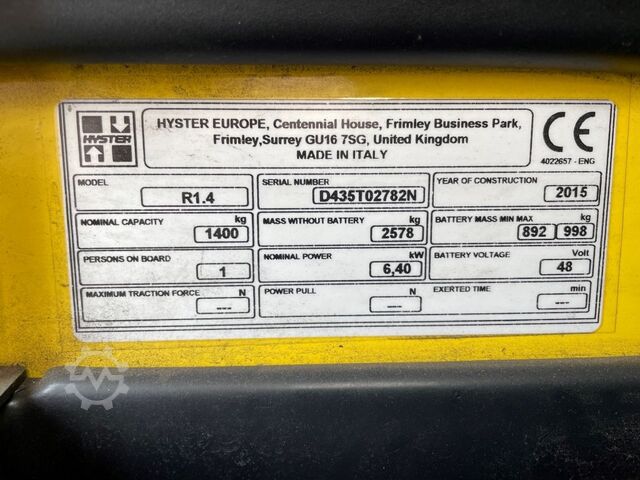 HYSTER
HYSTER EUROPE, Centennial House, Frimley Business Park,
Frimley,Surrey GU16 7SG, United Kingdom
MADE IN ITALY
CE
4022657 - ENG
MODEL R1.4
SERIAL NUMBER D435T02782N
YEAR OF CONSTRUCTION 2015
NOMINAL CAPACITY kg 1400
MASS WITHOUT BATTERY kg 2578
BATTERY MASS MIN MAX kg 892 998
PERSONS ON BOARD 1
NOMINAL POWER kW 6,40
BATTERY VOLTAGE Volt 48
MAXIMUM TRACTION FORCE N ---
POWER PULL N ---
EXERTED TIME min ---